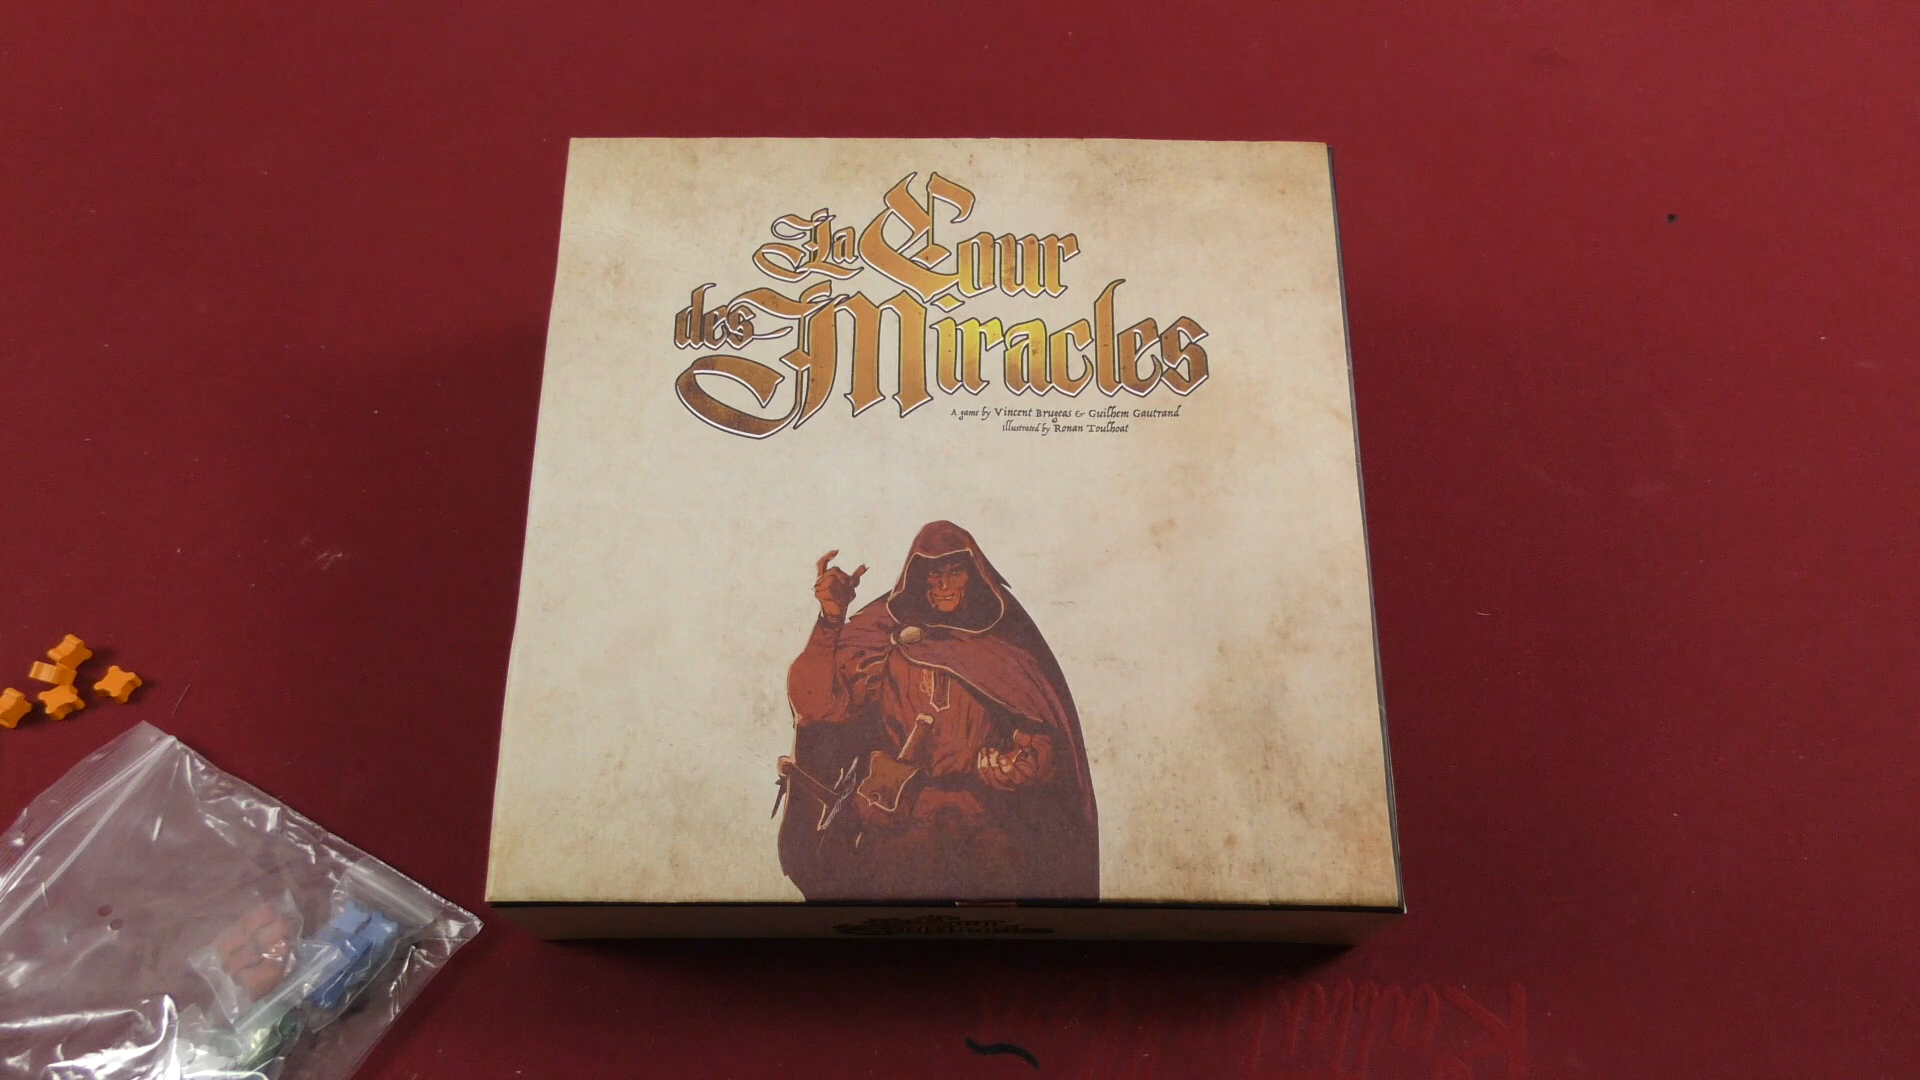 La Cour
des Miracles
A game by Vincent Brugeas & Guilhem Gautrand
Illustrated by Ronan Toulhoat